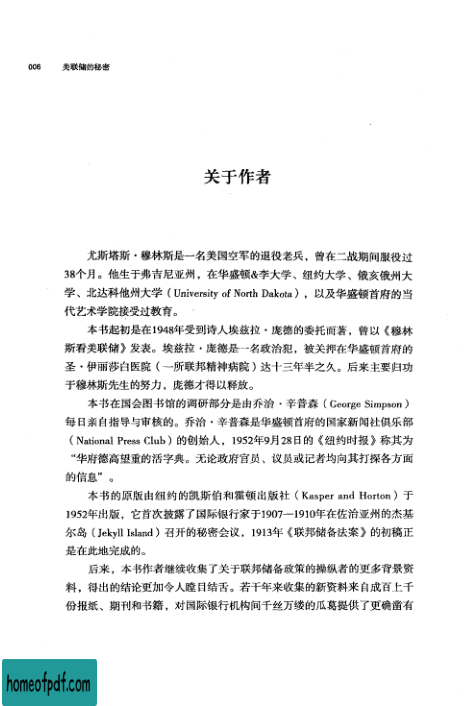 006 美联储的秘密
关于作者
尤斯塔斯·穆林斯是一名美国空军的退役老兵，曾在二战期间服役过
38个月。他生于弗吉尼亚州，在华盛顿&李大学、纽约大学、俄亥俄州大
学、北达科他州大学（University of North Dakota），以及华盛顿首府的当
代艺术学院接受过教育。
本书起初是在1948年受到诗人埃兹拉·庞德的委托而著，曾以《穆林
斯看美联储》发表。埃兹拉·庞德是一名政治犯，被关押在华盛顿首府的
圣·伊丽莎白医院（一所联邦精神病院）达十三年半之久。后来主要归功
于穆林斯先生的努力，庞德才得以释放。
本书在国会图书馆的调研部分是由乔治·辛普森（George Simpson）
每日亲自指导与审核的。乔治·辛普森是华盛顿首府的国家新闻社俱乐部
（National Press Club）的创始人，1952年9月28日的《纽约时报》称其为
“华府德高望重的活字典。无论政府官员、议员或记者均向其打探各方面
的信息”。
本书的原版由纽约的凯斯伯和霍顿出版社（Kasper and Horton）于
1952年出版，它首次披露了国际银行家于1907—1910年在佐治亚州的杰基
尔岛（Jekyll Island）召开的秘密会议，1913年《联邦储备法案》的初稿正
是在此地完成的。
后来，本书作者继续收集了关于联邦储备政策的操纵者的更多背景资
料，得出的结论更加令人瞠目结舌。若干年来收集的新资料来自成百上千
份报纸、期刊和书籍，对国际银行机构间千丝万缕的瓜葛提供了更确凿有
homeofpdf.com